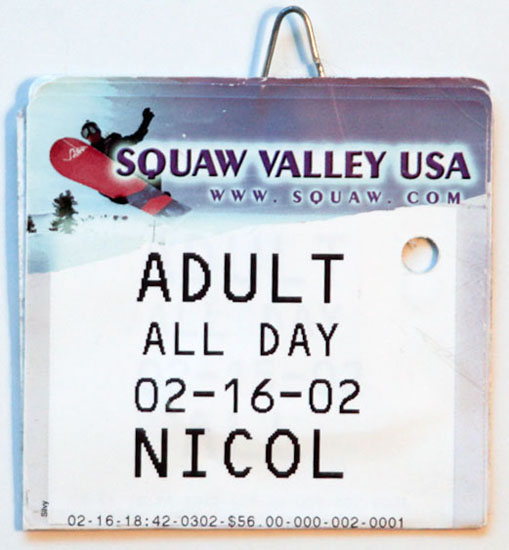 SQUAW VALLEY USA
WWW.SQUAW.COM
ADULT
ALL DAY
02-16-02
NICOL
Slvy
02-16-18:42-0302-$56.00-000-002-0001